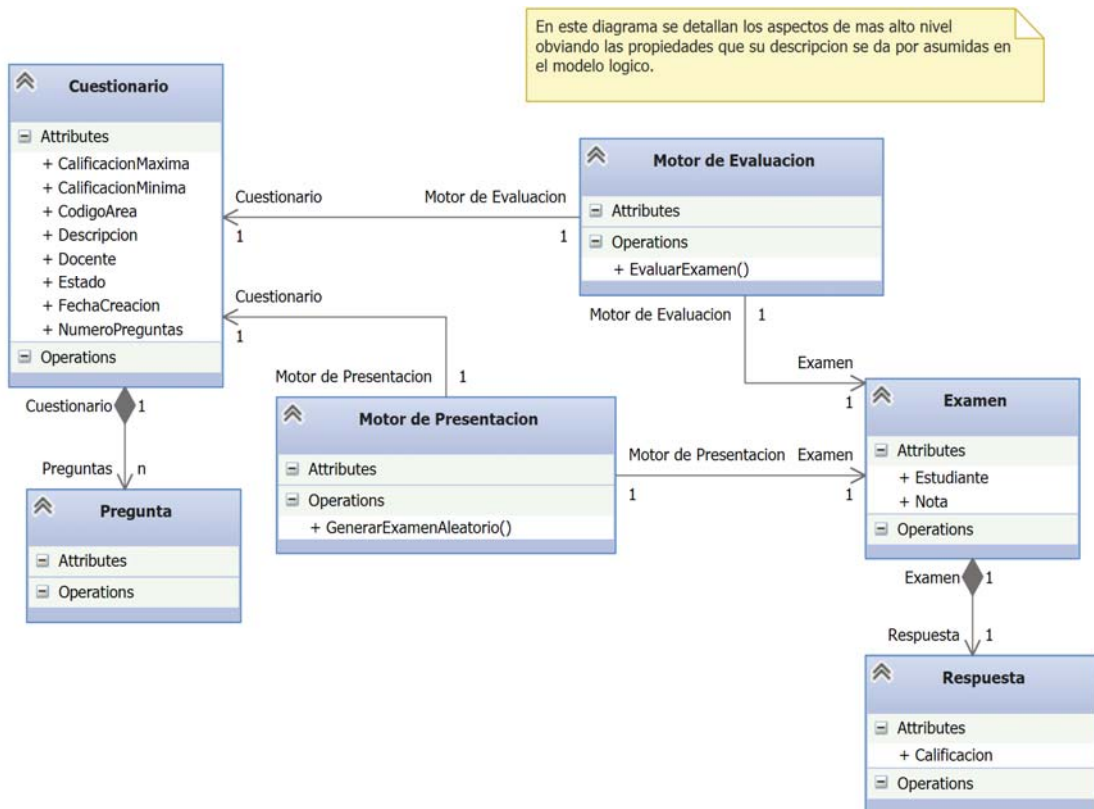 En este diagrama se detallan los aspectos de mas alto nivel
obviando las propiedades que su descripcion se da por asumidas en
el modelo logico.
Cuestionario
Attributes
+ CalificacionMaxima
+ CalificacionMinima
+ CodigoArea
+ Descripcion
+ Docente
+ Estado
+ FechaCreacion
+ NumeroPreguntas
Operations
Motor de Evaluacion
Attributes
Operations
+ EvaluarExamen()
Cuestionario
Motor de Evaluacion
1
1
Cuestionario
1
Motor de Evaluacion
1
Motor de Presentacion
1
Examen
1
Cuestionario
1
Preguntas
n
Motor de Presentacion
Attributes
Operations
+ GenerarExamenAleatorio()
Motor de Presentacion
Examen
1
1
Examen
Attributes
+ Estudiante
+ Nota
Operations
Pregunta
Attributes
Operations
Examen
1
Respuesta
1
Respuesta
Attributes
+ Calificacion
Operations